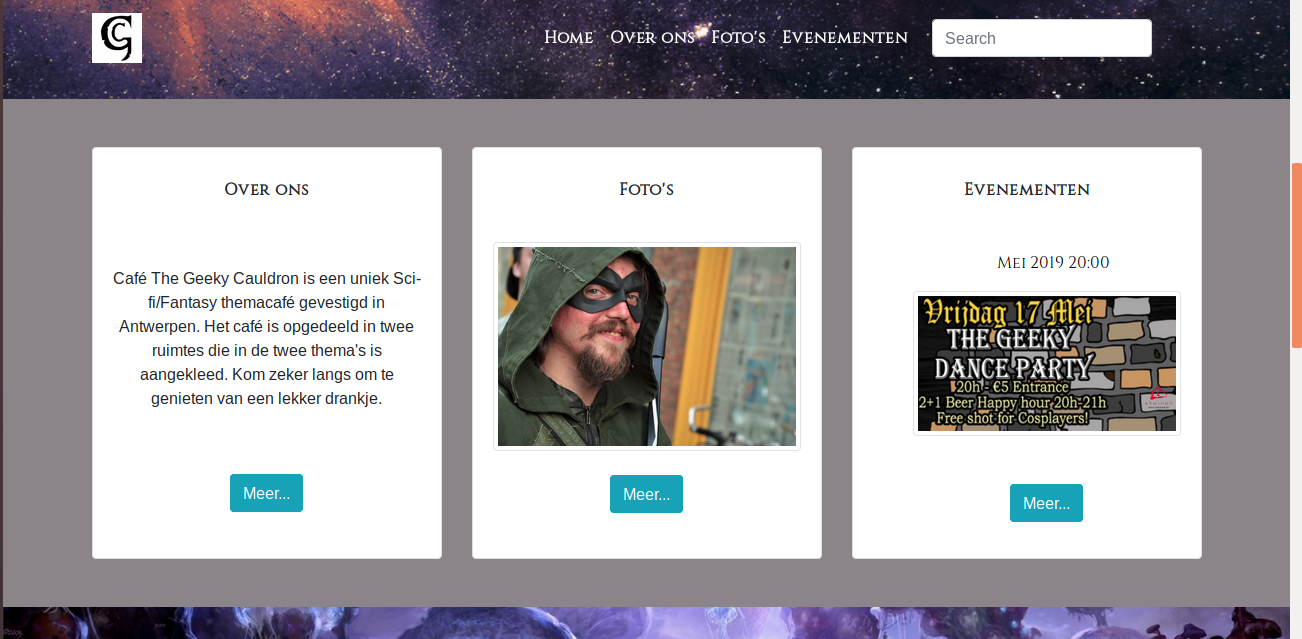 CG
Home Over ons Foto's Evenementen Search
Over ons
Café The Geeky Cauldron is een uniek Sci-
fi/Fantasy themacafé gevestigd in
Antwerpen. Het café is opgedeeld in twee
ruimtes die in de twee thema's is
aangekleed. Kom zeker langs om te
genieten van een lekker drankje.
Meer...
Foto's
Meer...
Evenementen
Mei 2019 20:00
Vrijdag 17 Mei
THE GEEKY
DANCE PARTY
20h - €5 Entrance
2+1 Beer Happy hour 20h-21h
Free shot for Cosplayers!
Meer...